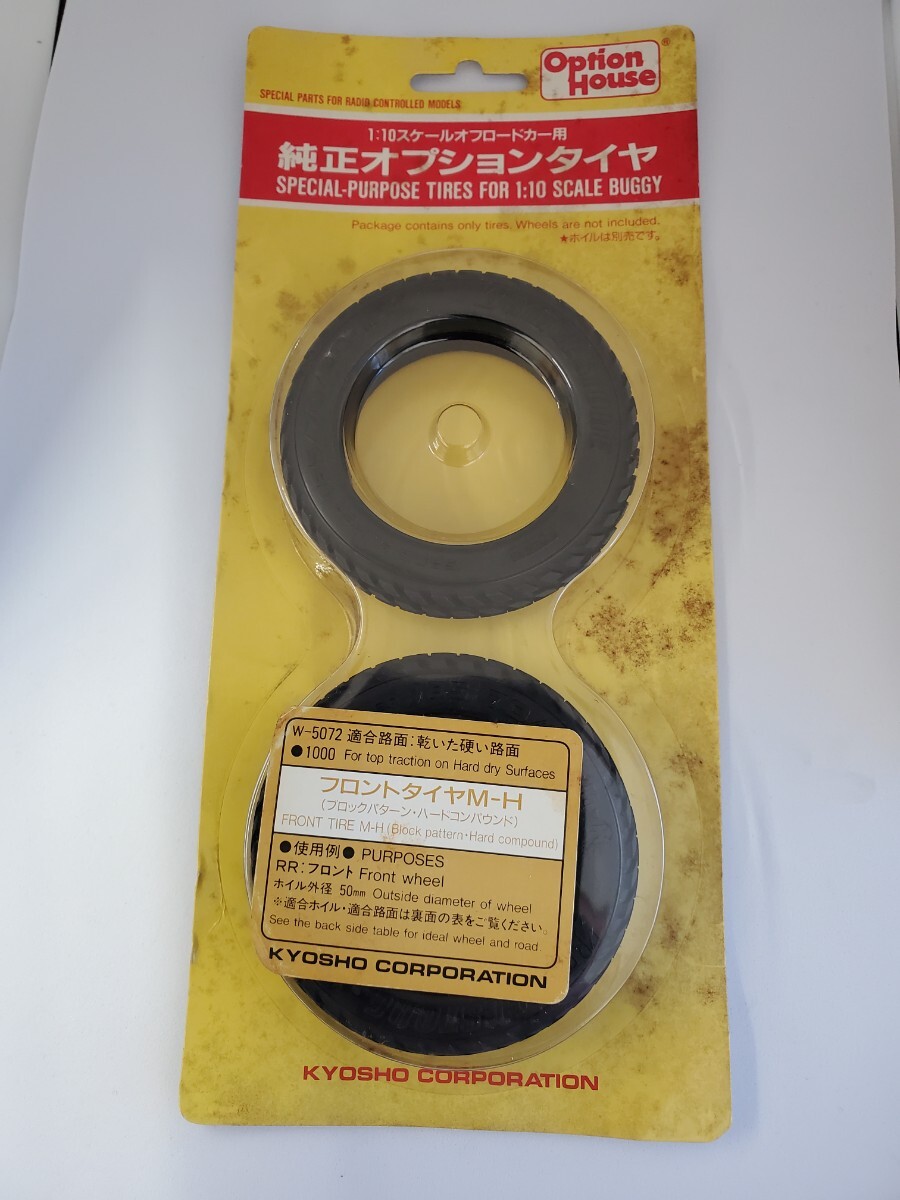 Option House®
SPECIAL PARTS FOR RADIO CONTROLLED MODELS
1:10スケールオフロードカー用
純正オプションタイヤ
SPECIAL-PURPOSE TIRES FOR 1:10 SCALE BUGGY
Package contains only tires. Wheels are not included.
★ホイルは別売です。
W-5072 適合路面:乾いた硬い路面
●1000 For top traction on Hard dry Surfaces
フロントタイヤM-H
(ブロックパターン・ハードコンパウンド)
FRONT TIRE M-H (Block pattern・Hard compound)
●使用例● PURPOSES
RR:フロント Front wheel
ホイル外径 50mm Outside diameter of wheel
※適合ホイル・適合路面は裏面の表をご覧ください。
See the back side table for ideal wheel and road.
KYOSHO CORPORATION
KYOSHO CORPORATION